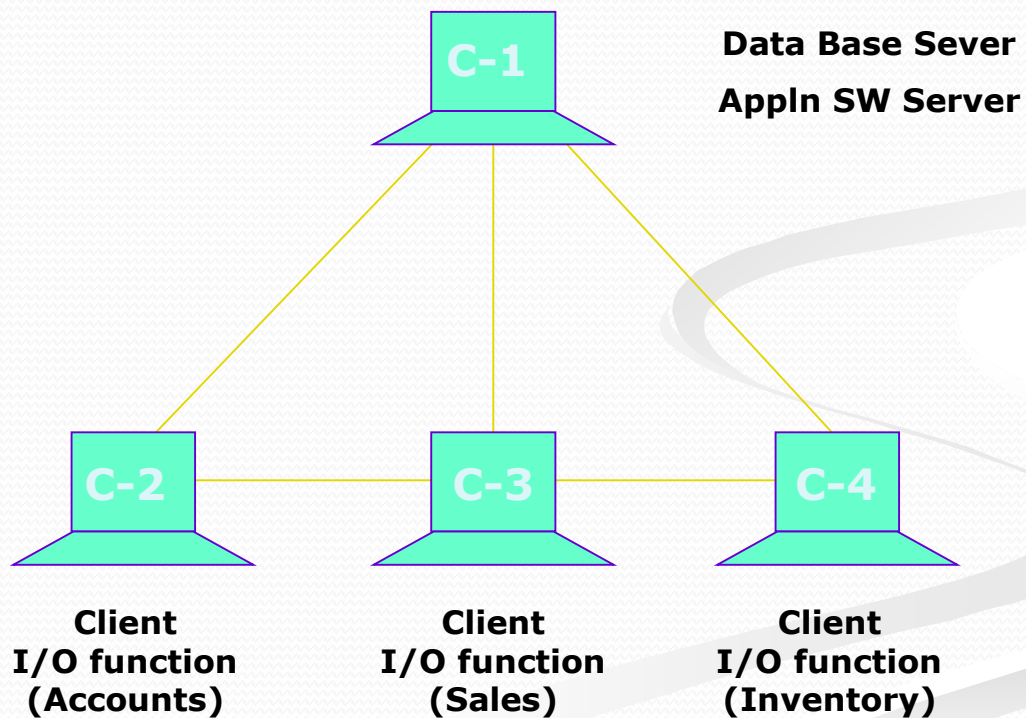 C-1
Data Base Sever
Appln SW Server
C-2
C-3
C-4
Client
I/O function
(Accounts)
Client
I/O function
(Sales)
Client
I/O function
(Inventory)